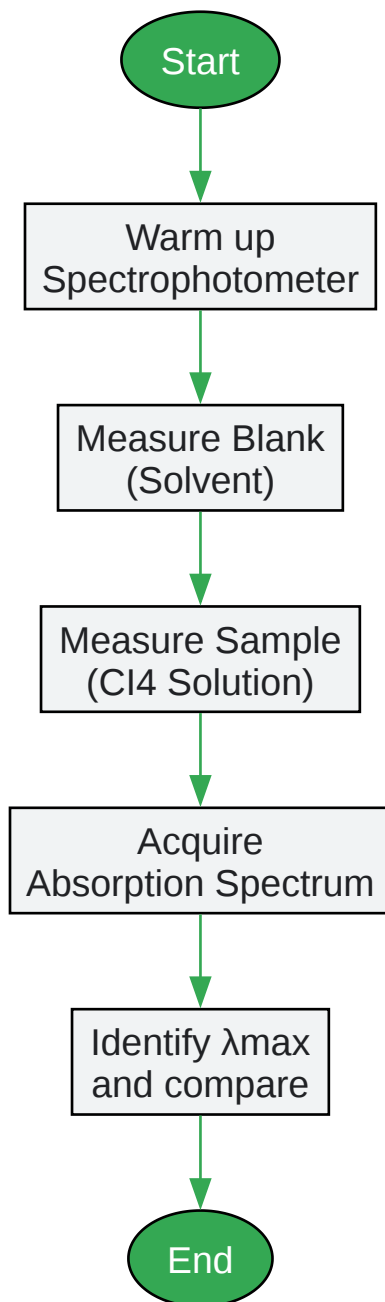 Start
Warm up
Spectrophotometer
Measure Blank
(Solvent)
Measure Sample
(CI4 Solution)
Acquire
Absorption Spectrum
Identify λmax
and compare
End